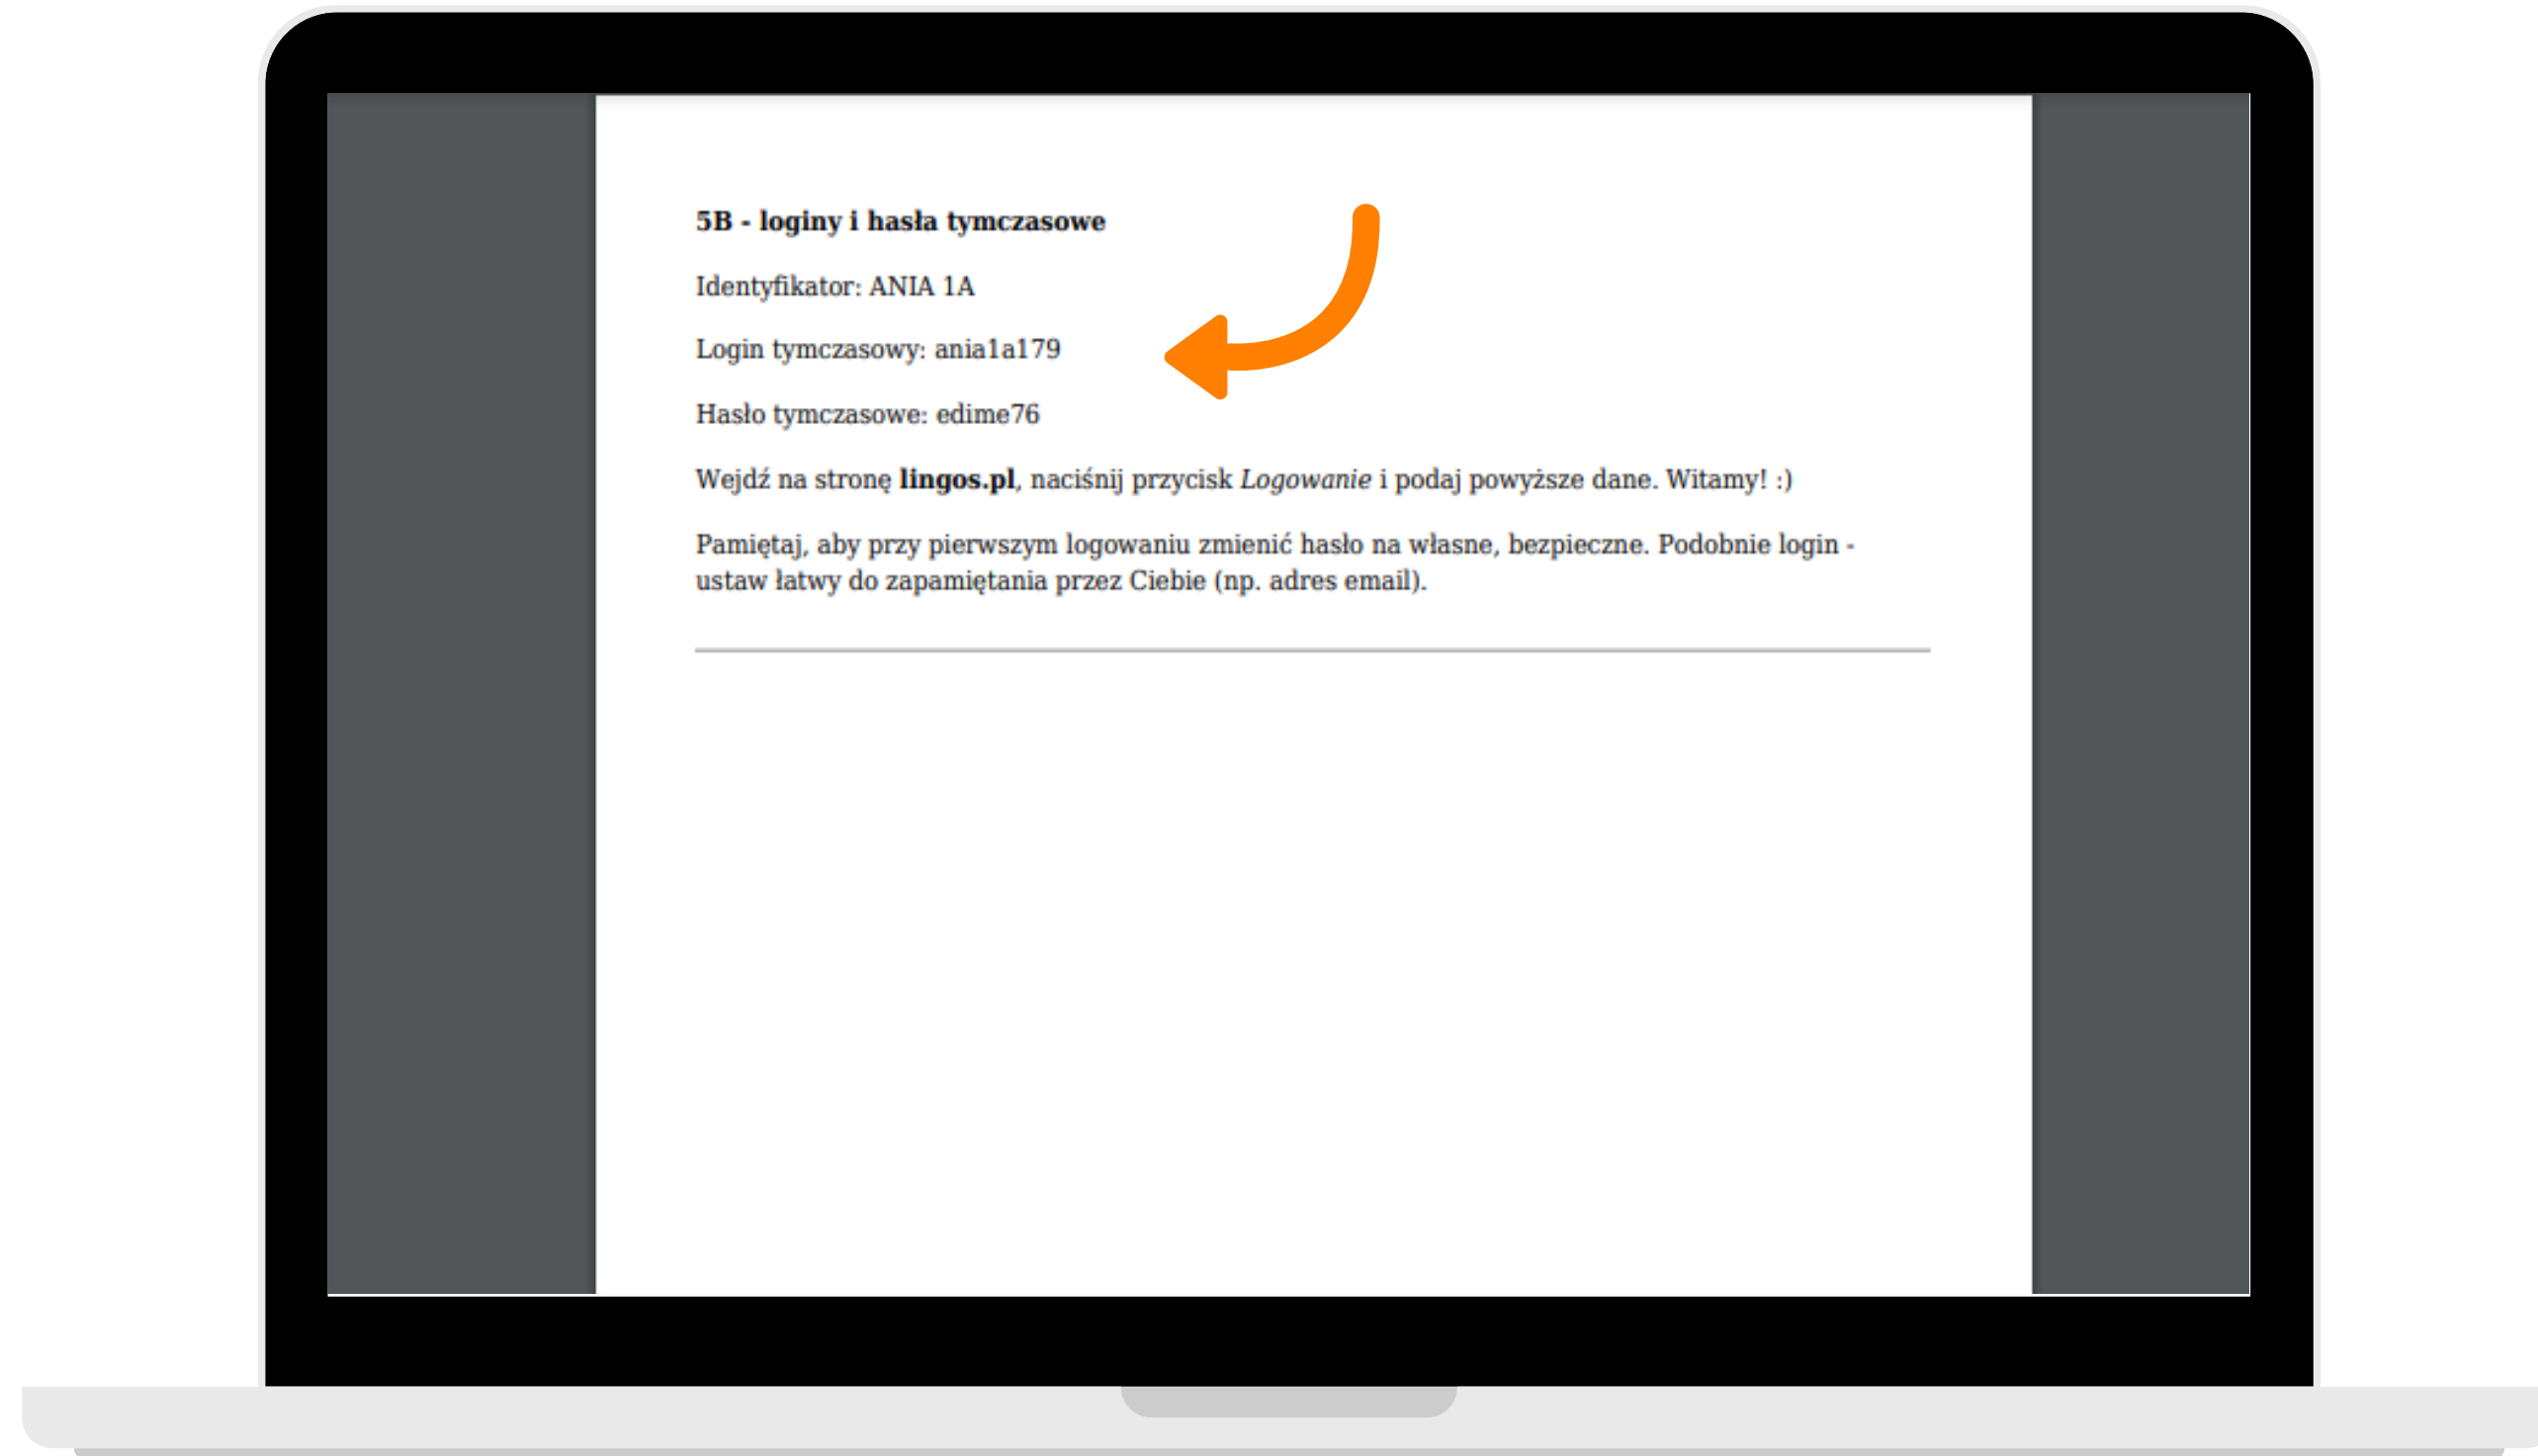 5B - loginy i hasła tymczasowe
Identyfikator: ANIA 1A
Login tymczasowy: ania1a179
Hasło tymczasowe: edime76
Wejdź na stronę lingos.pl, naciśnij przycisk Logowanie i podaj powyższe dane. Witamy! :)
Pamiętaj, aby przy pierwszym logowaniu zmienić hasło na własne, bezpieczne. Podobnie login -
ustaw łatwy do zapamiętania przez Ciebie (np. adres email).